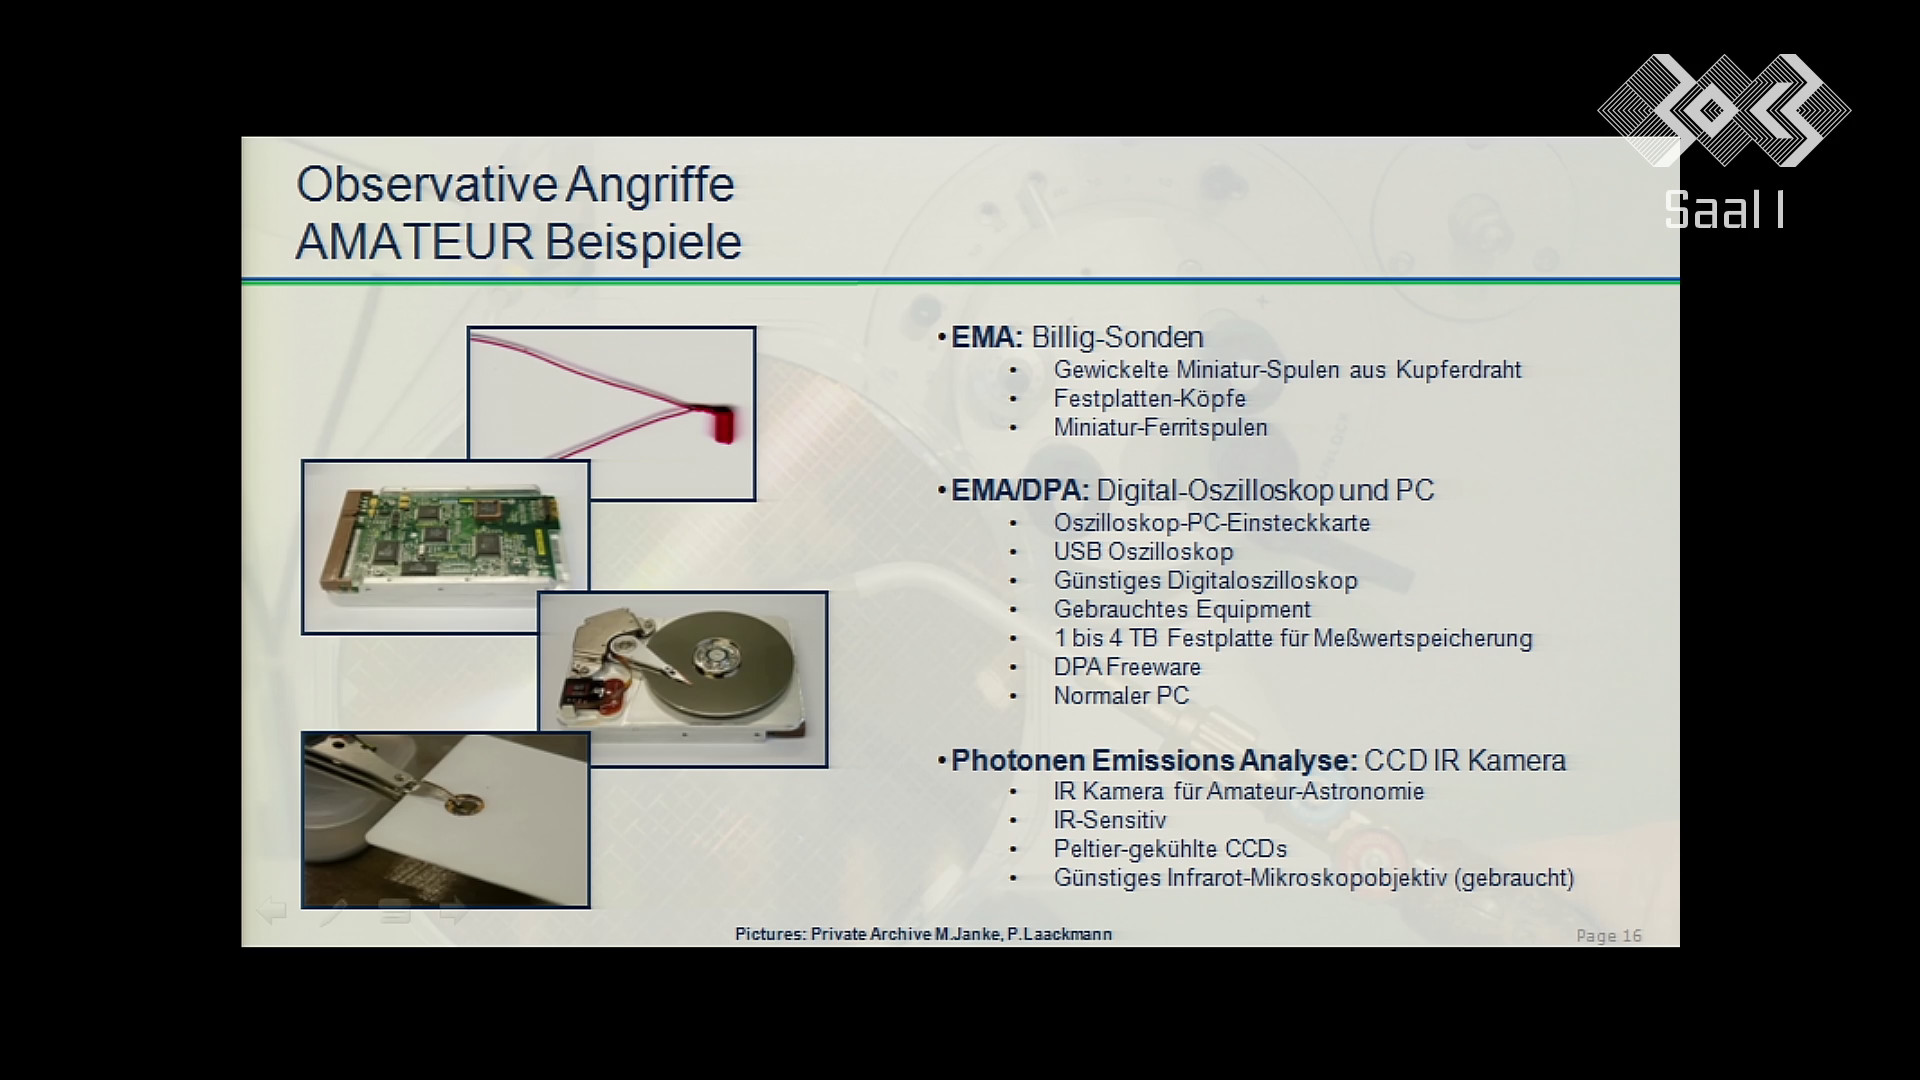 Saal 1
Observative Angriffe
AMATEUR Beispiele
• EMA: Billig-Sonden
• Gewickelte Miniatur-Spulen aus Kupferdraht
• Festplatten-Köpfe
• Miniatur-Ferritspulen
• EMA/DPA: Digital-Oszilloskop und PC
• Oszilloskop-PC-Einsteckkarte
• USB Oszilloskop
• Günstiges Digitaloszilloskop
• Gebrauchtes Equipment
• 1 bis 4 TB Festplatte für Meßwertspeicherung
• DPA Freeware
• Normaler PC
• Photonen Emissions Analyse: CCD IR Kamera
• IR Kamera für Amateur-Astronomie
• IR-Sensitiv
• Peltier-gekühlte CCDs
• Günstiges Infrarot-Mikroskopobjektiv (gebraucht)
Pictures: Private Archive M.Janke, P.Laackmann
Page 16